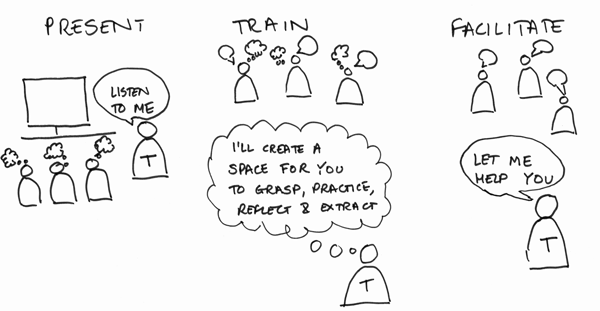 PRESENT
TRAIN
FACILITATE
LISTEN
TO ME
T
I'LL CREATE A
SPACE FOR YOU
TO GRASP, PRACTICE,
REFLECT & EXTRACT
T
LET ME
HELP YOU
T